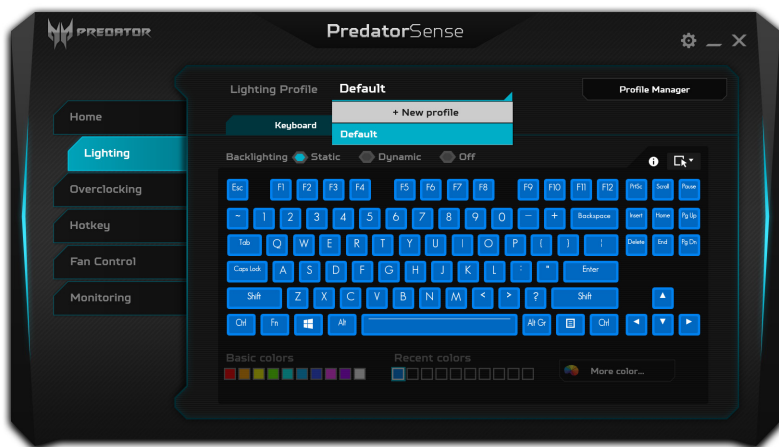 PREDATOR
PredatorSense
Lighting Profile Default
Profile Manager
+ New profile
Default
Keyboard
Home
Lighting
Overclocking
Hotkey
Fan Control
Monitoring
Backlighting Static Dynamic Off
Esc F1 F2 F3 F4 F5 F6 F7 F8 F9 F10 F11 F12 PrtSc Scroll Pause
~ 1 2 3 4 5 6 7 8 9 0 — + Backspace Insert Home Pg Up
Tab Q W E R T Y U I O P { } | Delete End Pg Dn
Caps Lock A S D F G H J K L : " Enter
Shift Z X C V B N M < > ? Shift
Ctrl Fn Alt Alt Gr Ctrl
Basic colors
Recent colors
More color...